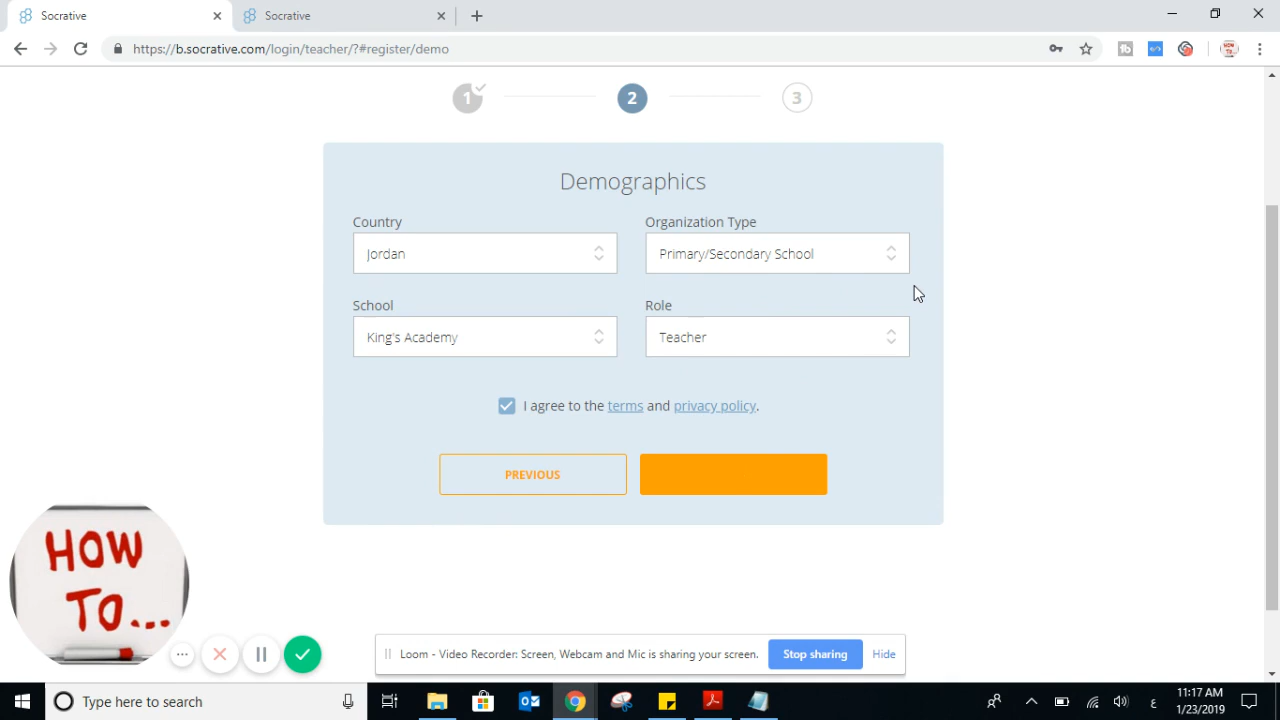 Socrative
Socrative
https://b.socrative.com/login/teacher/?#register/demo
1
2
3
Demographics
Country
Organization Type
Jordan
Primary/Secondary School
School
Role
King's Academy
Teacher
I agree to the terms and privacy policy.
PREVIOUS
HOW
TO...
Loom - Video Recorder: Screen, Webcam and Mic is sharing your screen.
Stop sharing
Hide
Type here to search
ع
11:17 AM
1/23/2019